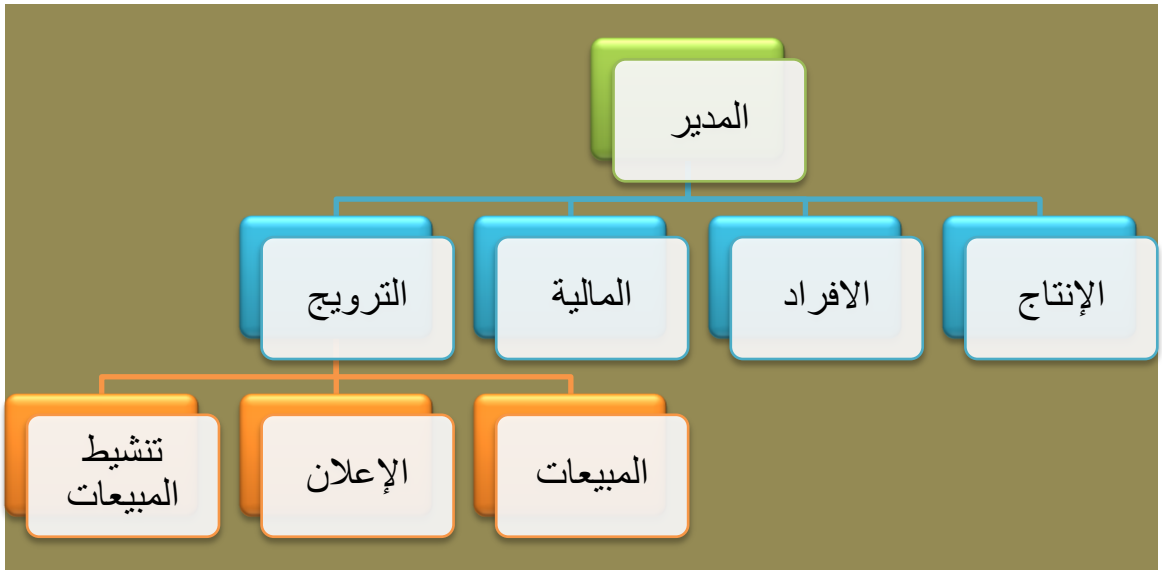 المدير
الإنتاج
الافراد
المالية
الترويج
المبيعات
الإعلان
تنشيط
المبيعات